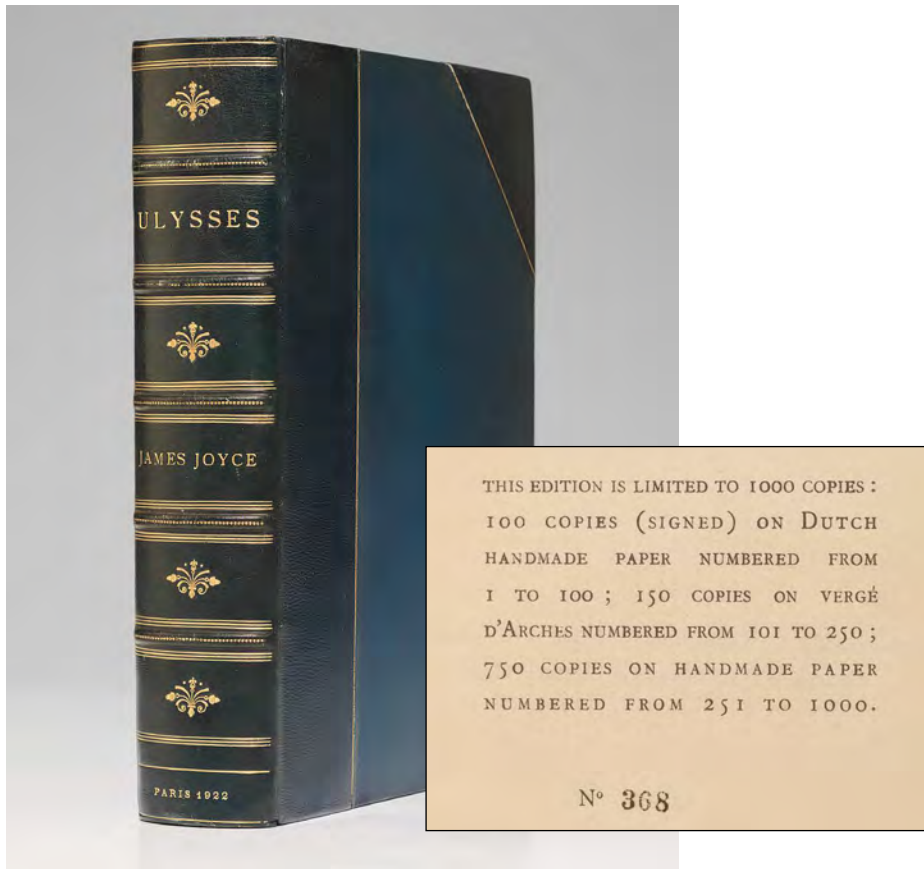 ULYSSES
JAMES JOYCE
PARIS 1922
THIS EDITION IS LIMITED TO 1000 COPIES :
100 COPIES (SIGNED) ON DUTCH
HANDMADE PAPER NUMBERED FROM
1 TO 100 ; 150 COPIES ON VERGÉ
D'ARCHES NUMBERED FROM 101 TO 250 ;
750 COPIES ON HANDMADE PAPER
NUMBERED FROM 251 TO 1000.
Nº 368